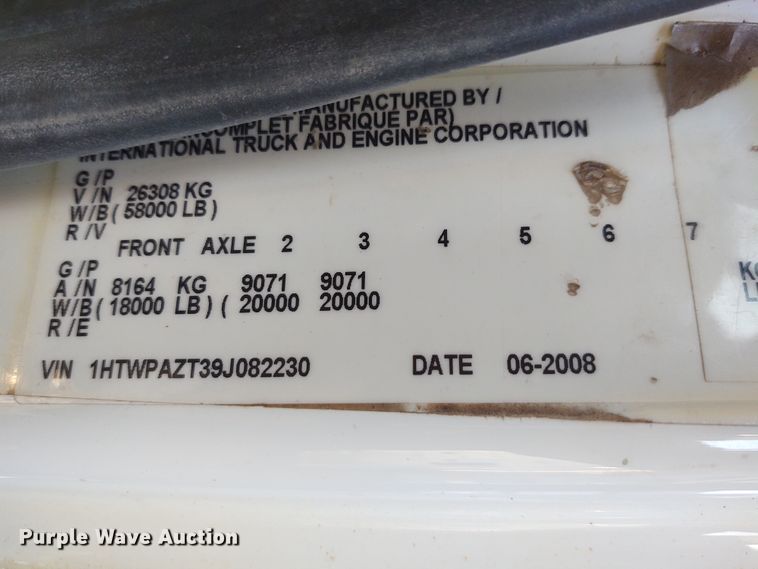 MANUFACTURED BY /
INCOMPLET FABRIQUE PAR)
INTERNATIONAL TRUCK AND ENGINE CORPORATION
G /P
V /N 26308 KG
W/B ( 58000 LB )
R /V
FRONT AXLE 2 3 4 5 6 7
G /P
A /N 8164 KG 9071 9071
W/B ( 18000 LB ) ( 20000 20000
R /E
VIN 1HTWPAZT39J082230 DATE 06-2008
Purple Wave Auction